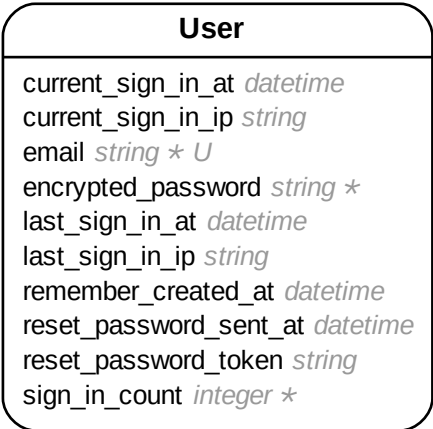 User
current_sign_in_at datetime
current_sign_in_ip string
email string * U
encrypted_password string *
last_sign_in_at datetime
last_sign_in_ip string
remember_created_at datetime
reset_password_sent_at datetime
reset_password_token string
sign_in_count integer *